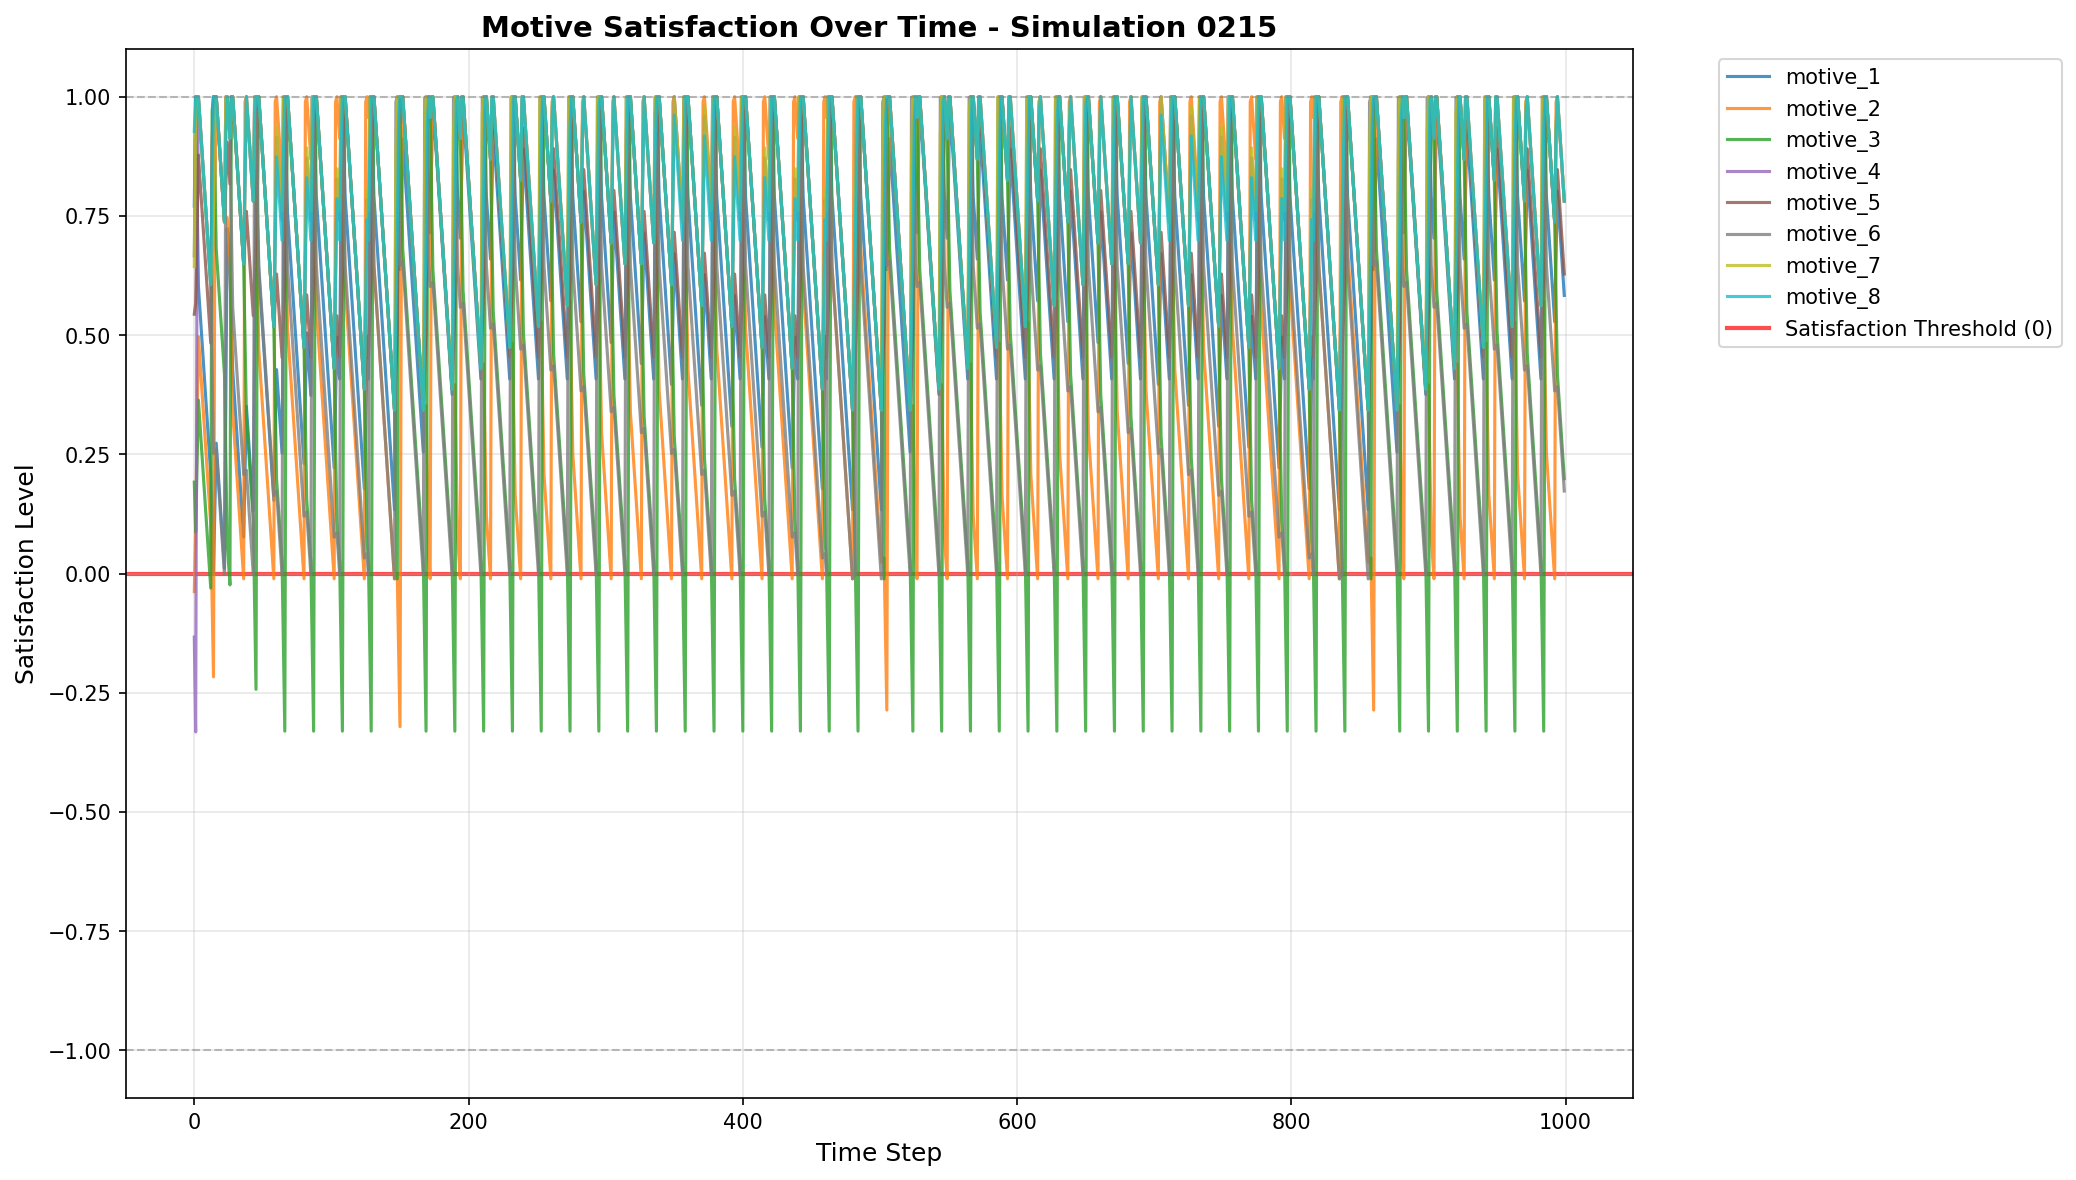 Motive Satisfaction Over Time - Simulation 0215
Satisfaction Level
1.00
0.75
0.50
0.25
0.00
−0.25
−0.50
−0.75
−1.00
0
200
400
600
800
1000
Time Step
motive_1
motive_2
motive_3
motive_4
motive_5
motive_6
motive_7
motive_8
Satisfaction Threshold (0)